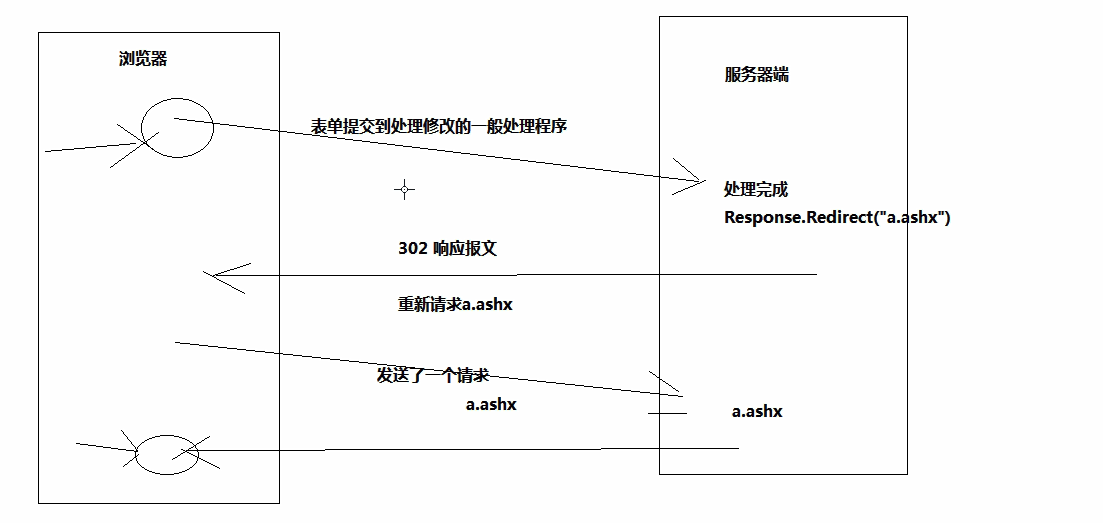 浏览器
服务器端
表单提交到处理修改的一般处理程序
处理完成
Response.Redirect("a.ashx")
302 响应报文
重新请求a.ashx
发送了一个请求
a.ashx
a.ashx